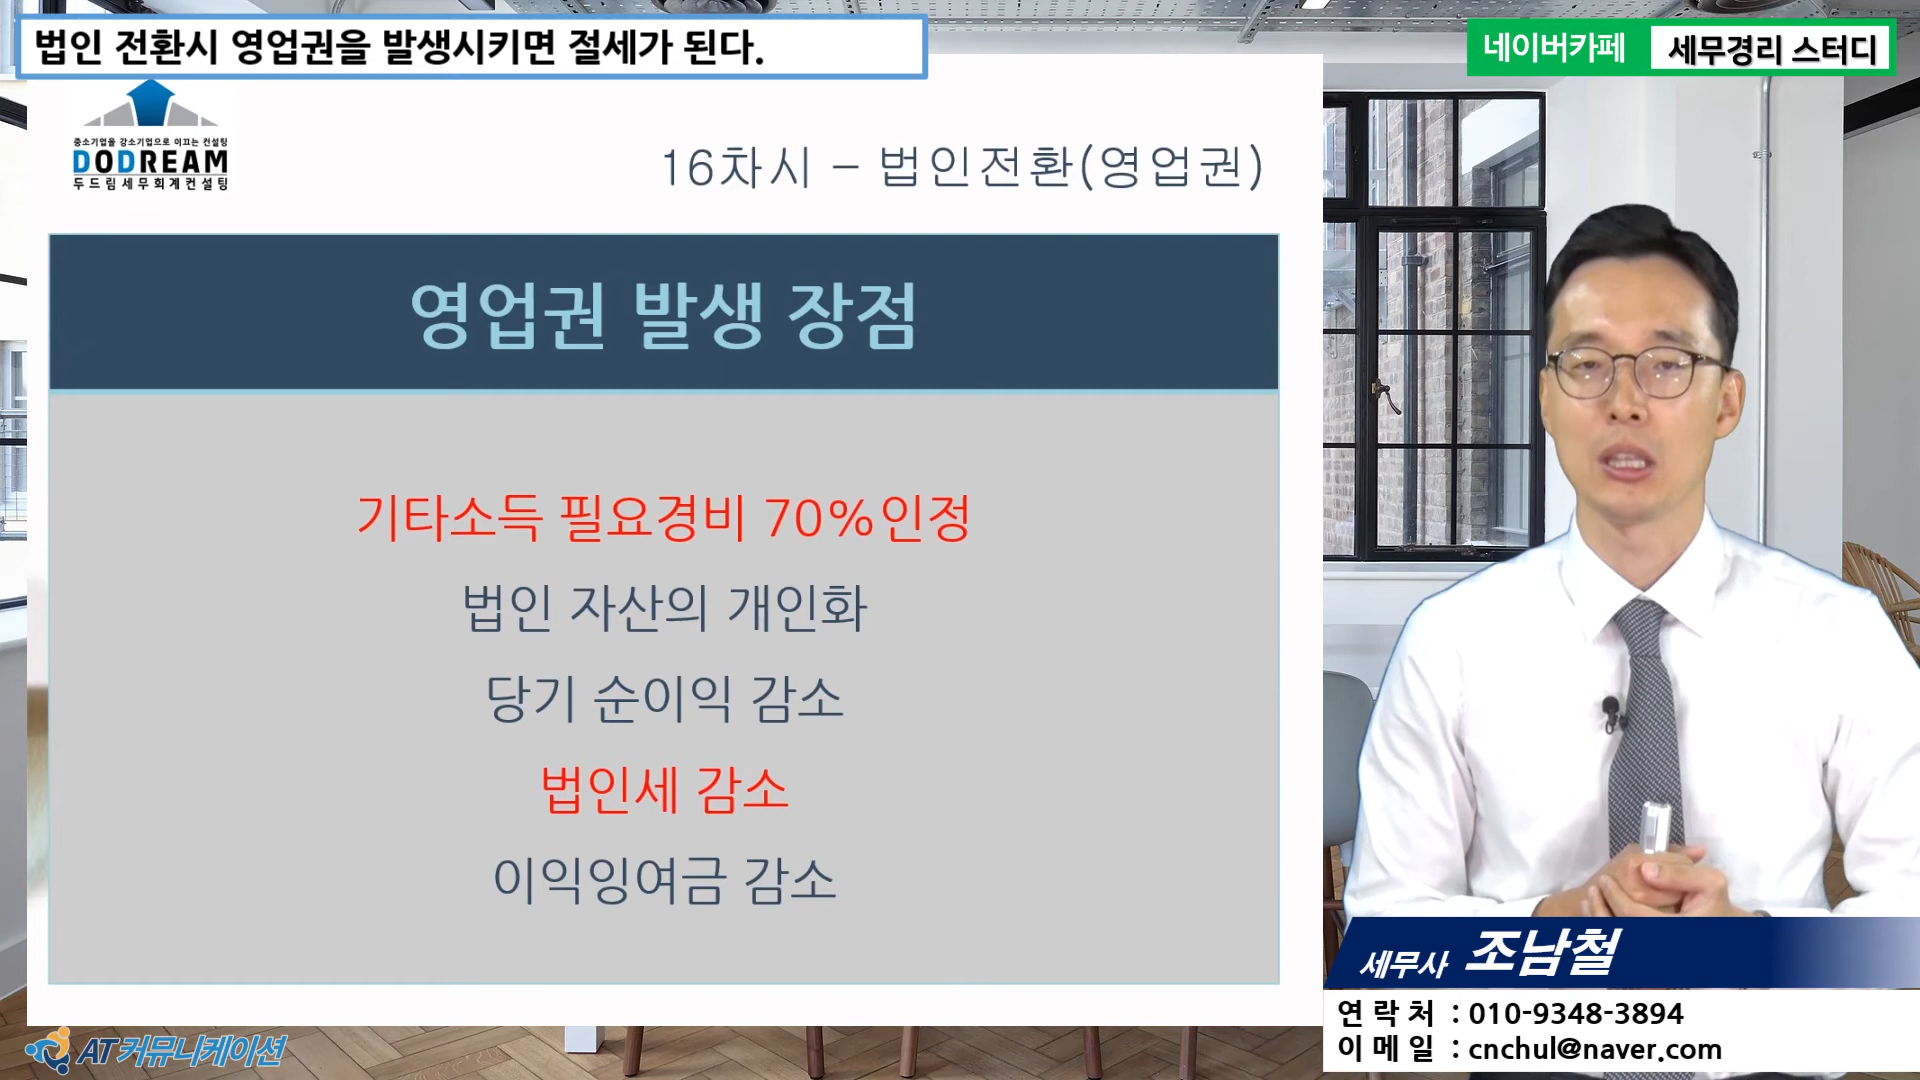 법인 전환시 영업권을 발생시키면 절세가 된다.
네이버카페 세무경리 스터디
중소기업을 강소기업으로 이끄는 컨설팅
DODREAM
두드림세무회계컨설팅
16차시 – 법인전환(영업권)
영업권 발생 장점
기타소득 필요경비 70%인정
법인 자산의 개인화
당기 순이익 감소
법인세 감소
이익잉여금 감소
세무사 조남철
연 락 처 : 010-9348-3894
이 메 일 : cnchul@naver.com
AT커뮤니케이션